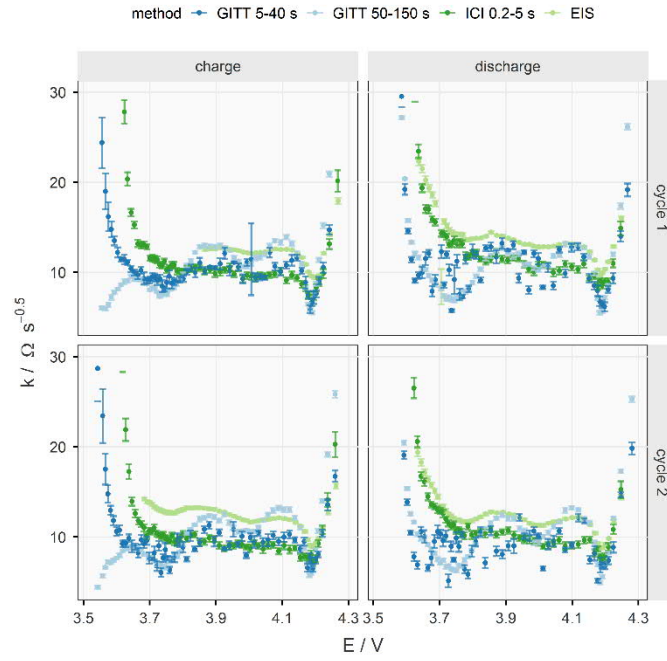 method GITT 5-40 s GITT 50-150 s ICI 0.2-5 s EIS
charge discharge
30
20
10
cycle 1
k / Ω s⁻⁰·⁵
30
20
10
cycle 2
3.5 3.7 3.9 4.1 4.3 3.5 3.7 3.9 4.1 4.3
E / V